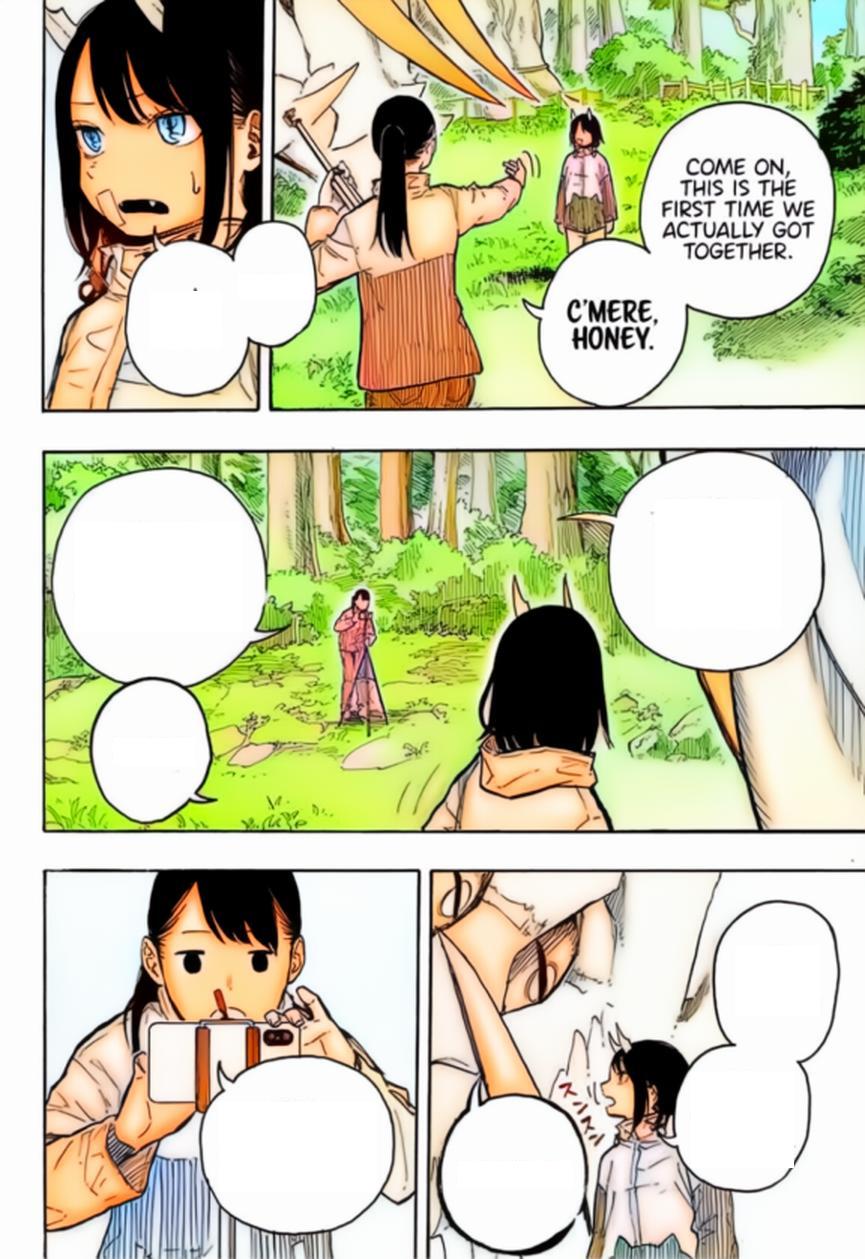 COME ON,
THIS IS THE
FIRST TIME WE
ACTUALLY GOT
TOGETHER.
C'MERE,
HONEY.